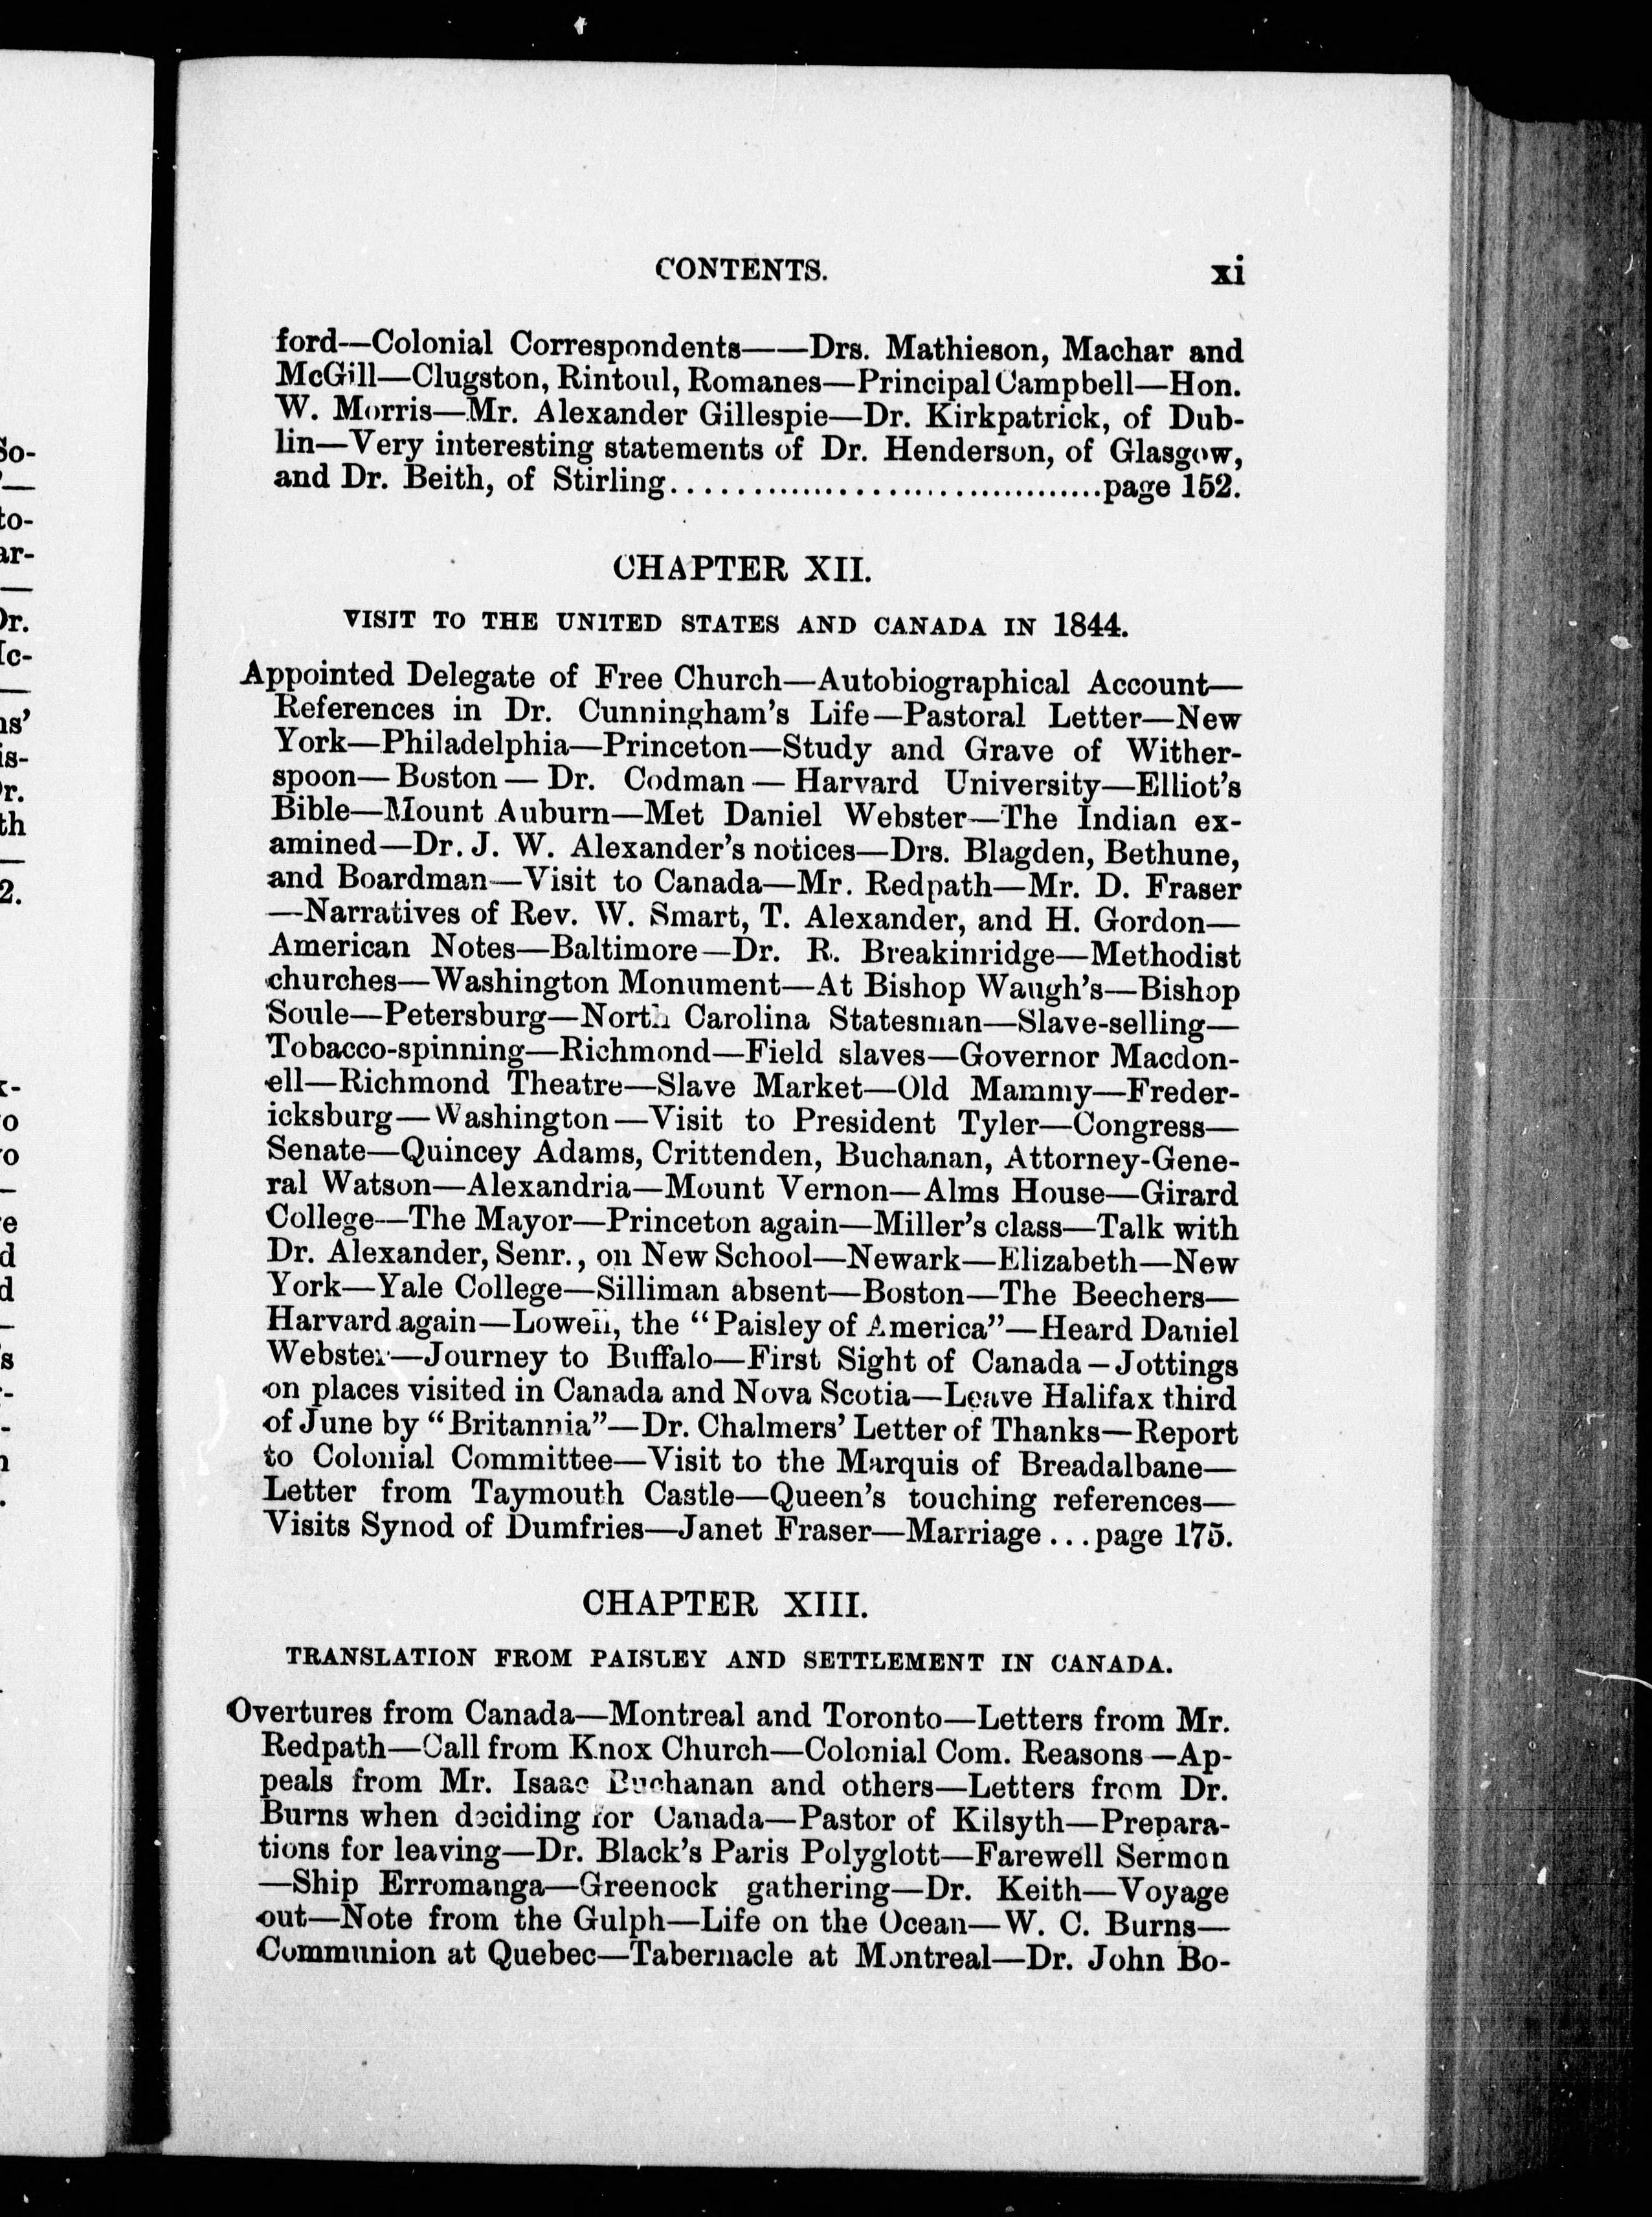 CONTENTS. xi
ford—Colonial Correspondents——Drs. Mathieson, Machar and
McGill—Clugston, Rintoul, Romanes—Principal Campbell—Hon.
W. Morris—Mr. Alexander Gillespie—Dr. Kirkpatrick, of Dub-
lin—Very interesting statements of Dr. Henderson, of Glasgow,
and Dr. Beith, of Stirling.......................................page 152.
CHAPTER XII.
VISIT TO THE UNITED STATES AND CANADA IN 1844.
Appointed Delegate of Free Church—Autobiographical Account—
References in Dr. Cunningham's Life—Pastoral Letter—New
York—Philadelphia—Princeton—Study and Grave of Wither-
spoon—Boston—Dr. Codman—Harvard University—Elliot's
Bible—Mount Auburn—Met Daniel Webster—The Indian ex-
amined—Dr. J. W. Alexander's notices—Drs. Blagden, Bethune,
and Boardman—Visit to Canada—Mr. Redpath—Mr. D. Fraser
—Narratives of Rev. W. Smart, T. Alexander, and H. Gordon—
American Notes—Baltimore—Dr. R. Breakinridge—Methodist
churches—Washington Monument—At Bishop Waugh's—Bishop
Soule—Petersburg—North Carolina Statesman—Slave-selling—
Tobacco-spinning—Richmond—Field slaves—Governor Macdon-
ell—Richmond Theatre—Slave Market—Old Mammy—Freder-
icksburg—Washington—Visit to President Tyler—Congress—
Senate—Quincey Adams, Crittenden, Buchanan, Attorney-Gene-
ral Watson—Alexandria—Mount Vernon—Alms House—Girard
College—The Mayor—Princeton again—Miller's class—Talk with
Dr. Alexander, Senr., on New School—Newark—Elizabeth—New
York—Yale College—Silliman absent—Boston—The Beechers—
Harvard again—Lowell, the "Paisley of America"—Heard Daniel
Webster—Journey to Buffalo—First Sight of Canada—Jottings
on places visited in Canada and Nova Scotia—Leave Halifax third
of June by "Britannia"—Dr. Chalmers' Letter of Thanks—Report
to Colonial Committee—Visit to the Marquis of Breadalbane—
Letter from Taymouth Castle—Queen's touching references—
Visits Synod of Dumfries—Janet Fraser—Marriage...page 175.
CHAPTER XIII.
TRANSLATION FROM PAISLEY AND SETTLEMENT IN CANADA.
Overtures from Canada—Montreal and Toronto—Letters from Mr.
Redpath—Call from Knox Church—Colonial Com. Reasons—Ap-
peals from Mr. Isaac Buchanan and others—Letters from Dr.
Burns when deciding for Canada—Pastor of Kilsyth—Prepara-
tions for leaving—Dr. Black's Paris Polyglott—Farewell Sermon
—Ship Erromanga—Greenock gathering—Dr. Keith—Voyage
out—Note from the Gulph—Life on the Ocean—W. C. Burns—
Communion at Quebec—Tabernacle at Montreal—Dr. John Bo-